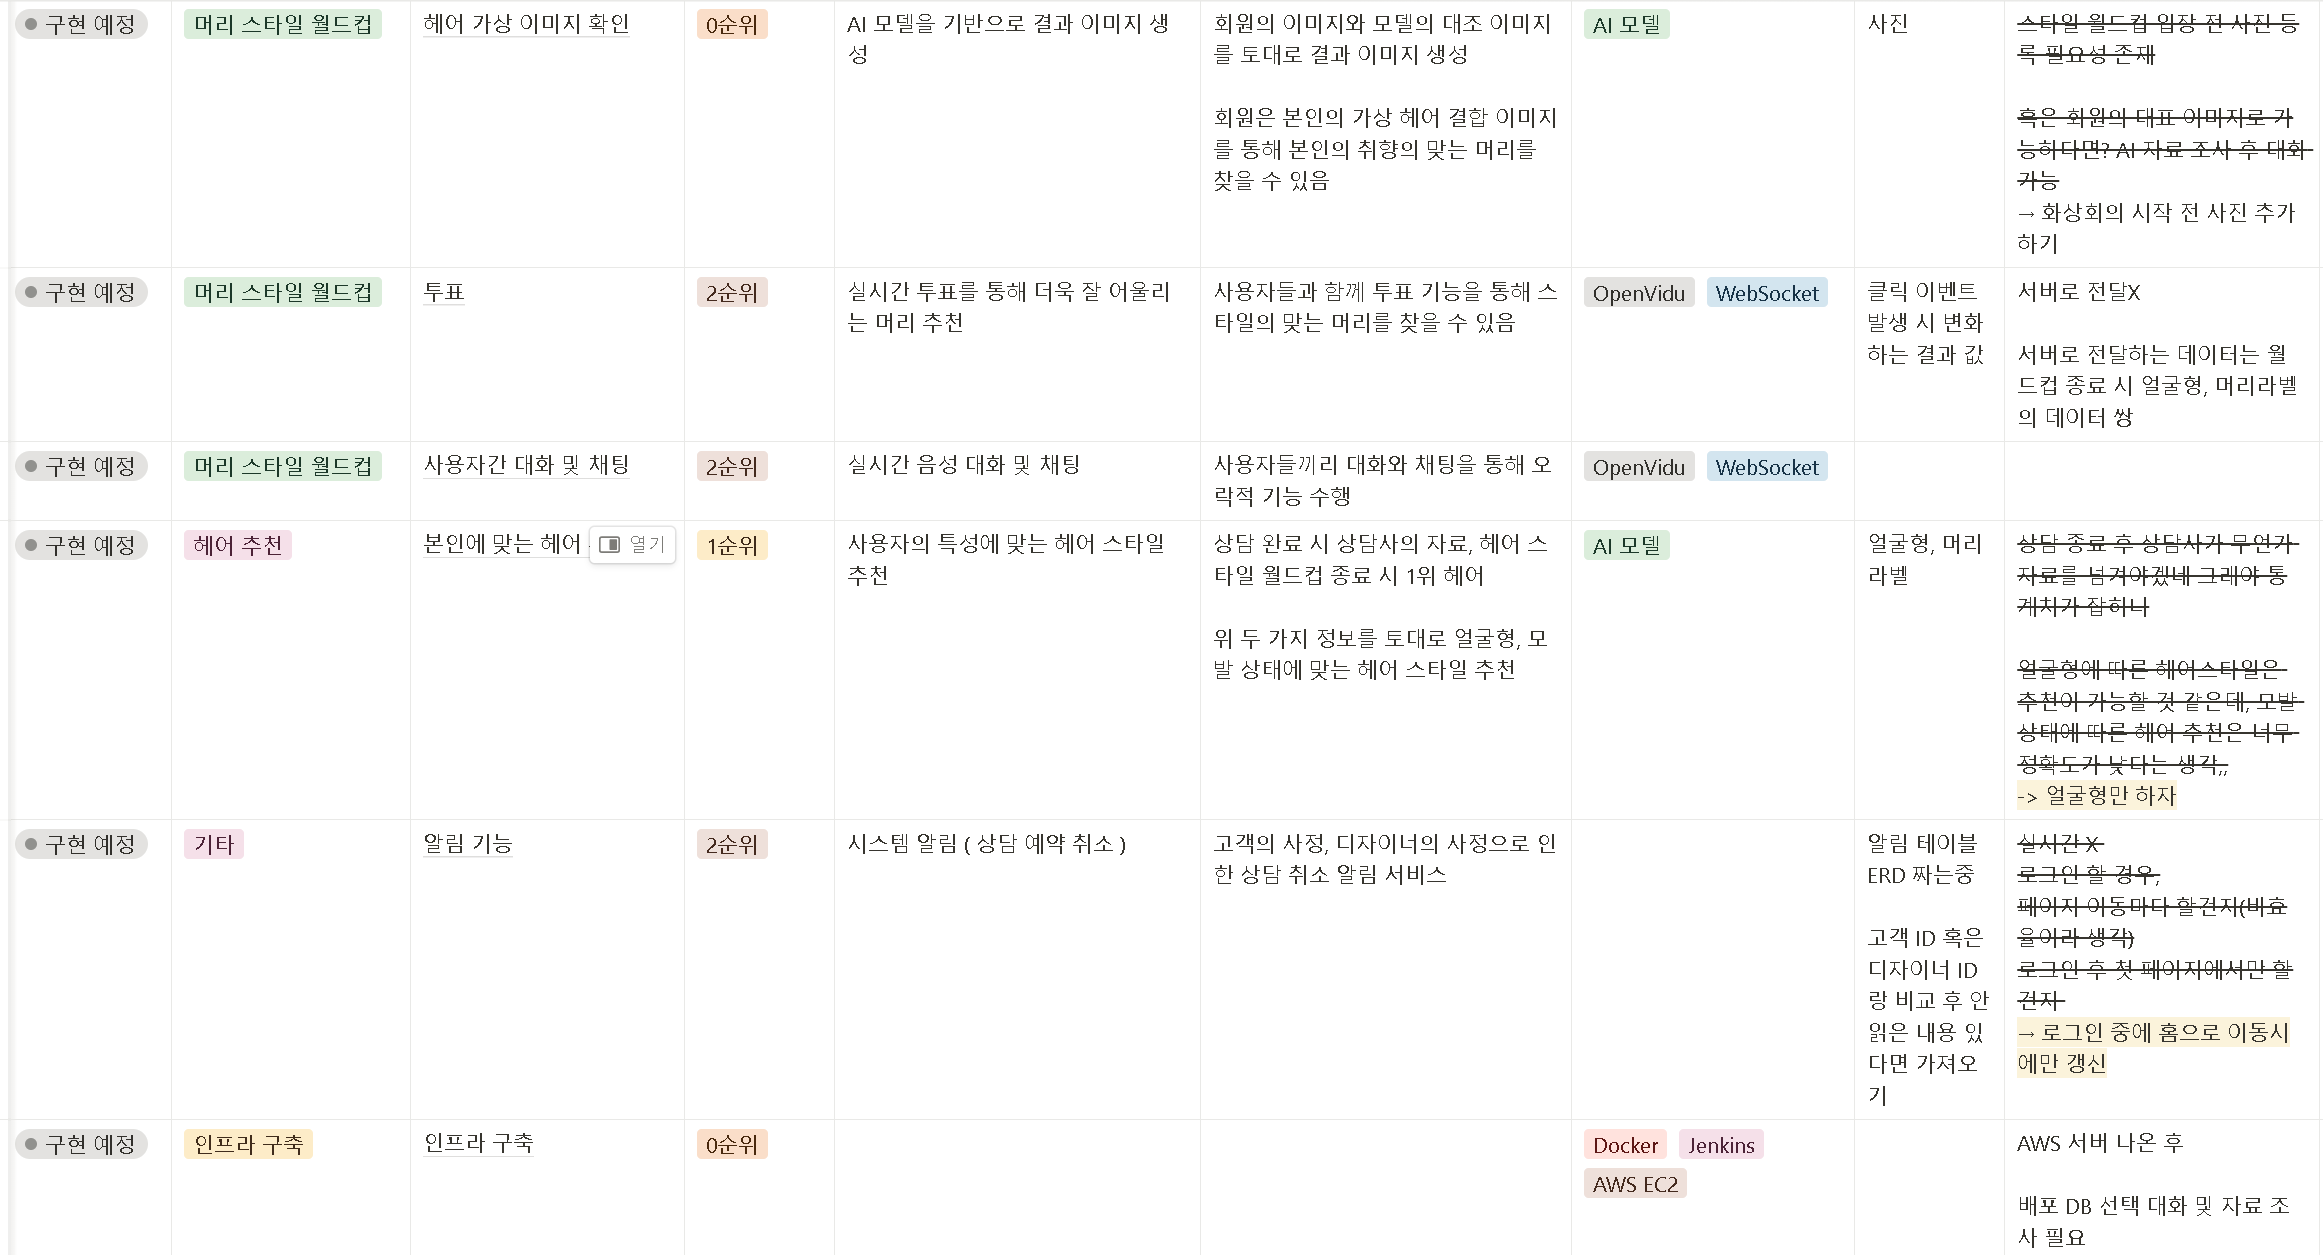 구현 예정
머리 스타일 월드컵
헤어 가상 이미지 확인
0순위
AI 모델을 기반으로 결과 이미지 생
성
회원의 이미지와 모델의 대조 이미지
를 토대로 결과 이미지 생성
회원은 본인의 가상 헤어 결합 이미지
를 통해 본인의 취향의 맞는 머리를
찾을 수 있음
AI 모델
사진
스타일 월드컵 입장 전 사진 등
록 필요성 존재
혹은 회원의 대표 이미지로 가
능하다면? AI 자료 조사 후 대화
가능
→ 화상회의 시작 전 사진 추가
하기
구현 예정
머리 스타일 월드컵
투표
2순위
실시간 투표를 통해 더욱 잘 어울리
는 머리 추천
사용자들과 함께 투표 기능을 통해 스
타일의 맞는 머리를 찾을 수 있음
OpenVidu WebSocket
클릭 이벤트
발생 시 변화
하는 결과 값
서버로 전달X
서버로 전달하는 데이터는 월
드컵 종료 시 얼굴형, 머리라벨
의 데이터 쌍
구현 예정
머리 스타일 월드컵
사용자간 대화 및 채팅
2순위
실시간 음성 대화 및 채팅
사용자들끼리 대화와 채팅을 통해 오
락적 기능 수행
OpenVidu WebSocket
구현 예정
헤어 추천
본인에 맞는 헤어
열기
1순위
사용자의 특성에 맞는 헤어 스타일
추천
상담 완료 시 상담사의 자료, 헤어 스
타일 월드컵 종료 시 1위 헤어
위 두 가지 정보를 토대로 얼굴형, 모
발 상태에 맞는 헤어 스타일 추천
AI 모델
얼굴형, 머리
라벨
상담 종료 후 상담사가 무언가
자료를 넘겨야겠네 그래야 통
계치가 잡히니
얼굴형에 따른 헤어스타일은
추천이 가능할 것 같은데, 모발
상태에 따른 헤어 추천은 너무
정확도가 낮다는 생각,,
-> 얼굴형만 하자
구현 예정
기타
알림 기능
2순위
시스템 알림 ( 상담 예약 취소 )
고객의 사정, 디자이너의 사정으로 인
한 상담 취소 알림 서비스
알림 테이블
ERD 짜는중
고객 ID 혹은
디자이너 ID
랑 비교 후 안
읽은 내용 있
다면 가져오
기
실시간 X
로그인 할 경우,
페이지 이동마다 할건지(비효
율이라 생각)
로그인 후 첫 페이지에서만 할
건지
→ 로그인 중에 홈으로 이동시
에만 갱신
구현 예정
인프라 구축
인프라 구축
0순위
Docker Jenkins
AWS EC2
AWS 서버 나온 후
배포 DB 선택 대화 및 자료 조
사 필요